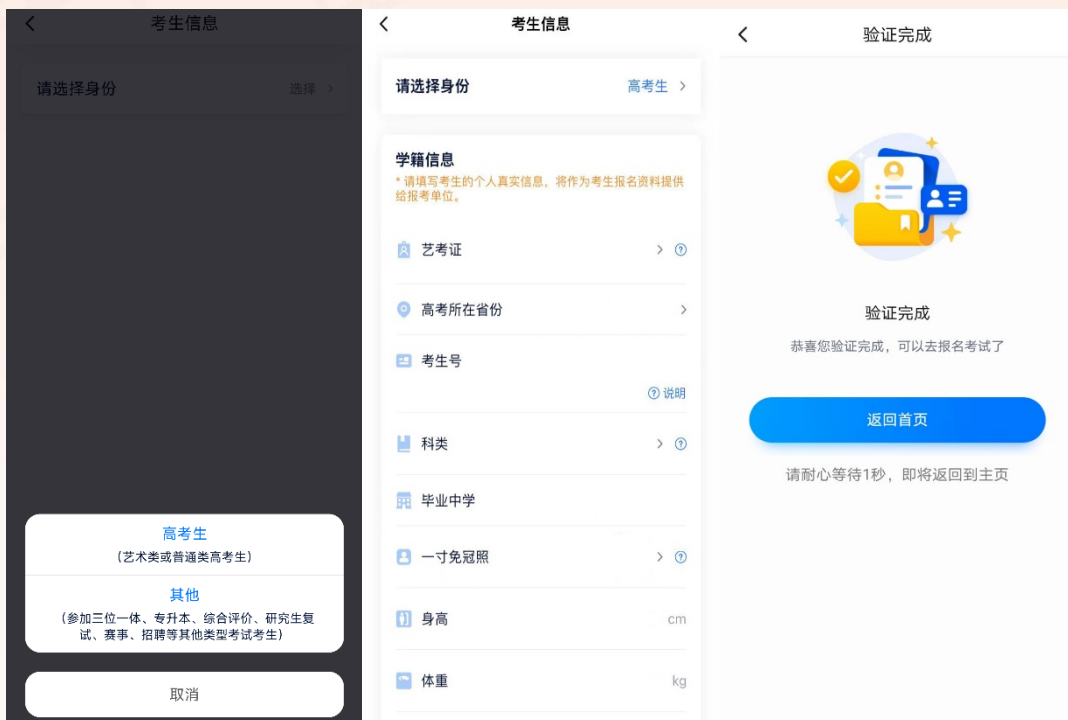 考生信息
请选择身份
选择
高考生
（艺术类或普通类高考生）
其他
（参加三位一体、专升本、综合评价、研究生复
试、赛事、招聘等其他类型考试考生）
取消
考生信息
请选择身份
高考生
学籍信息
* 请填写考生的个人真实信息，将作为考生报名资料提供
给报考单位。
艺考证
高考所在省份
考生号
说明
科类
毕业中学
一寸免冠照
身高
cm
体重
kg
验证完成
验证完成
恭喜您验证完成，可以去报名考试了
返回首页
请耐心等待1秒，即将返回到主页